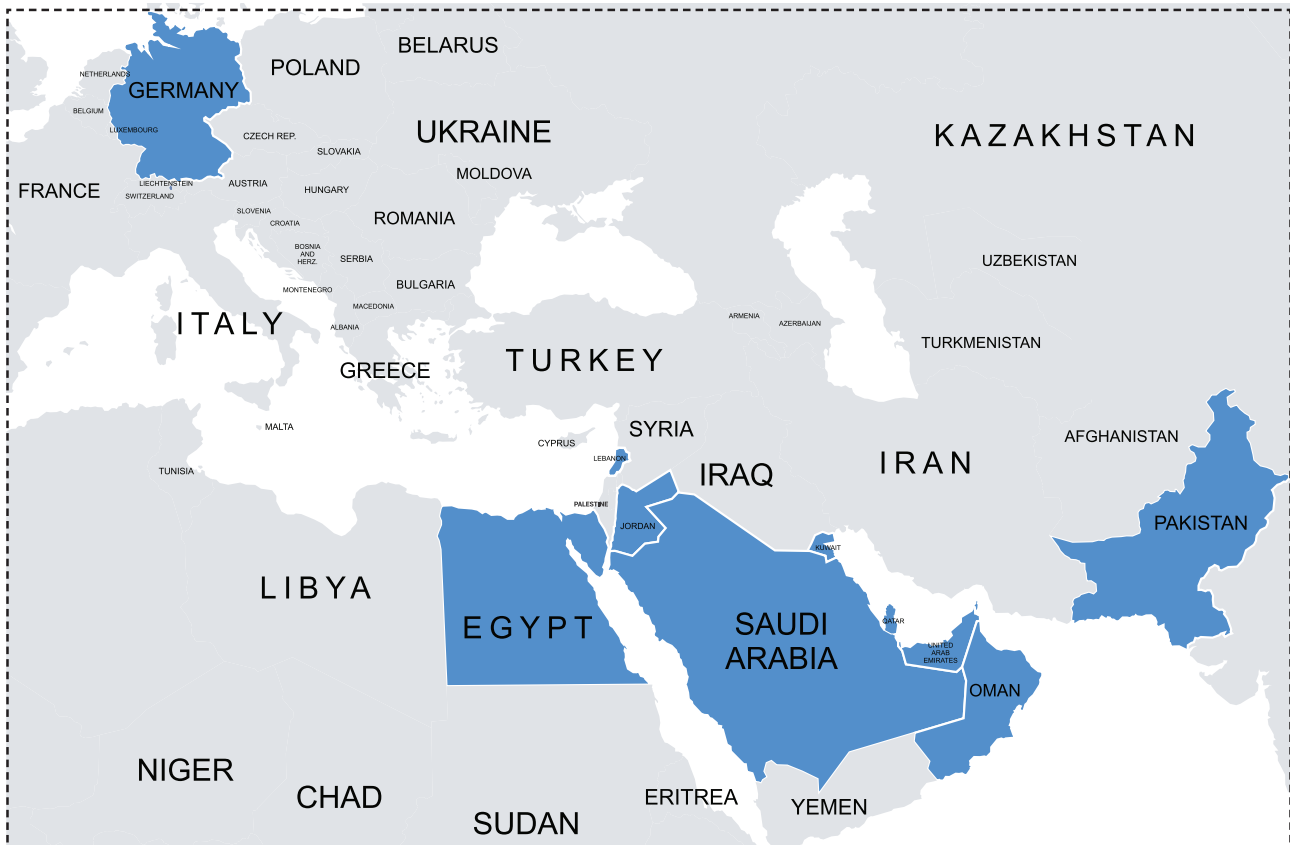 BELARUS
POLAND
NETHERLANDS
GERMANY
BELGIUM
LUXEMBOURG
CZECH REP.
UKRAINE
KAZAKHSTAN
SLOVAKIA
MOLDOVA
FRANCE
LIECHTENSTEIN
SWITZERLAND
AUSTRIA
HUNGARY
SLOVENIA
CROATIA
ROMANIA
BOSNIA
AND
HERZ.
SERBIA
UZBEKISTAN
MONTENEGRO
BULGARIA
MACEDONIA
ITALY
ALBANIA
ARMENIA
AZERBAIJAN
TURKMENISTAN
GREECE
TURKEY
MALTA
CYPRUS
SYRIA
AFGHANISTAN
TUNISIA
LEBANON
IRAQ
IRAN
PALESTINE
JORDAN
PAKISTAN
KUWAIT
LIBYA
EGYPT
SAUDI
ARABIA
QATAR
UNITED
ARAB
EMIRATES
OMAN
NIGER
CHAD
SUDAN
ERITREA
YEMEN